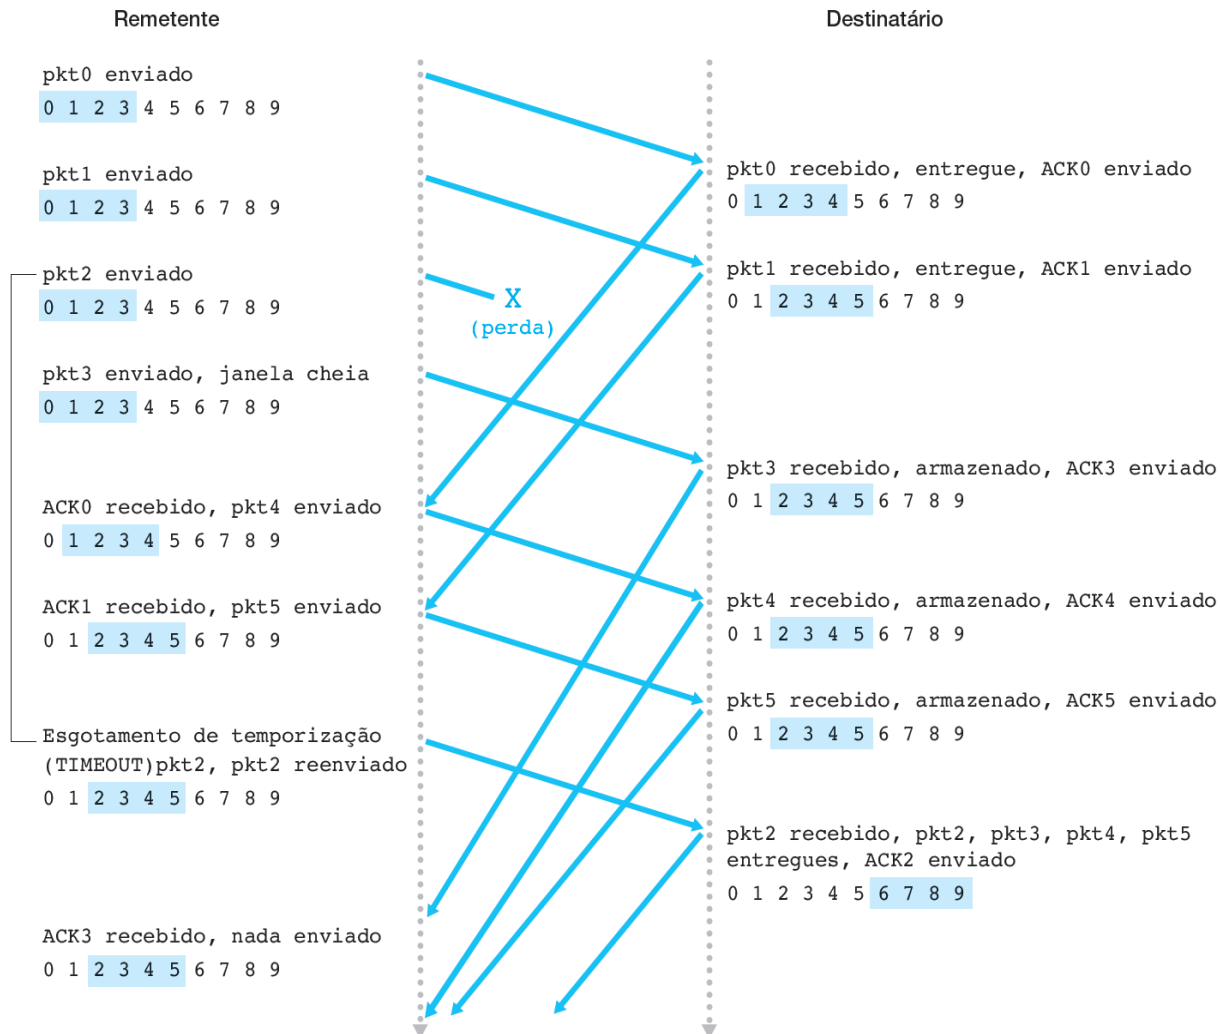 Remetente
Destinatário
pkt0 enviado
0 1 2 3 4 5 6 7 8 9
pkt0 recebido, entregue, ACK0 enviado
0 1 2 3 4 5 6 7 8 9
pkt1 enviado
0 1 2 3 4 5 6 7 8 9
pkt1 recebido, entregue, ACK1 enviado
0 1 2 3 4 5 6 7 8 9
pkt2 enviado
0 1 2 3 4 5 6 7 8 9
X
(perda)
pkt3 enviado, janela cheia
0 1 2 3 4 5 6 7 8 9
pkt3 recebido, armazenado, ACK3 enviado
0 1 2 3 4 5 6 7 8 9
ACK0 recebido, pkt4 enviado
0 1 2 3 4 5 6 7 8 9
pkt4 recebido, armazenado, ACK4 enviado
0 1 2 3 4 5 6 7 8 9
ACK1 recebido, pkt5 enviado
0 1 2 3 4 5 6 7 8 9
pkt5 recebido, armazenado, ACK5 enviado
0 1 2 3 4 5 6 7 8 9
Esgotamento de temporização
(TIMEOUT)pkt2, pkt2 reenviado
0 1 2 3 4 5 6 7 8 9
pkt2 recebido, pkt2, pkt3, pkt4, pkt5
entregues, ACK2 enviado
0 1 2 3 4 5 6 7 8 9
ACK3 recebido, nada enviado
0 1 2 3 4 5 6 7 8 9